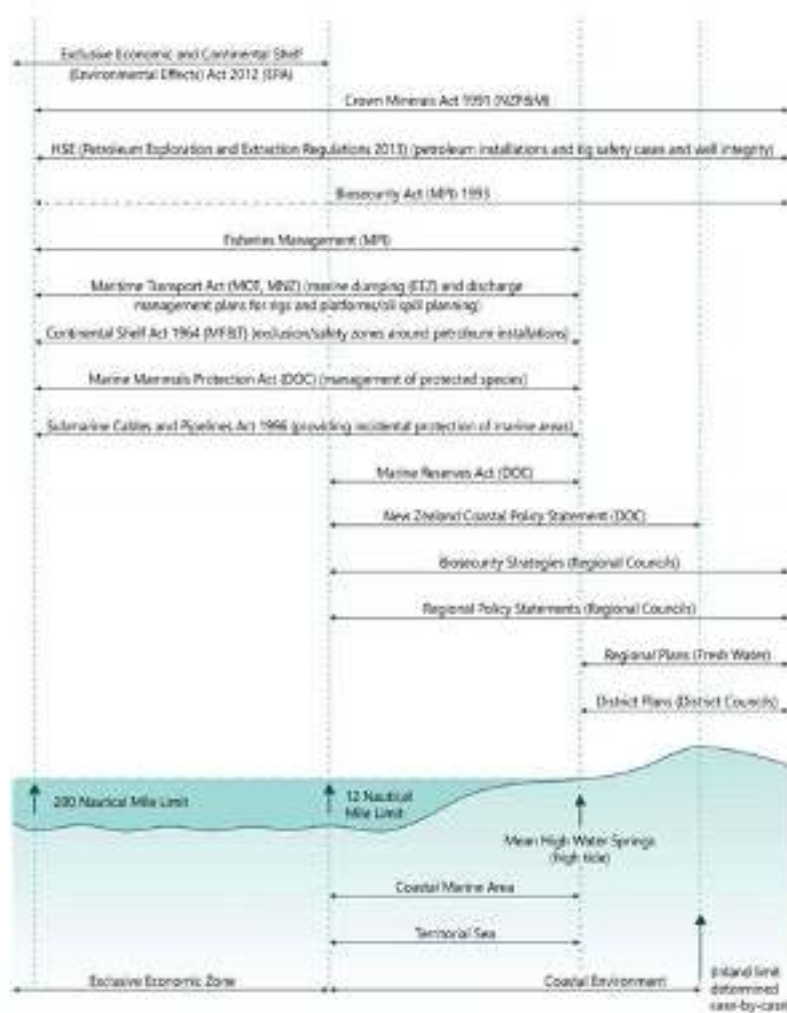 Exclusive Economic and Continental Shelf
(Environmental Effects) Act 2012 (EPA)
Crown Minerals Act 1991 (NZP&M)
HSE (Petroleum Exploration and Extraction Regulations 2013) (petroleum installations and rig safety cases and well integrity)
Biosecurity Act (MPI) 1993
Fisheries Management (MPI)
Maritime Transport Act (MOT, MNZ) (marine dumping (EEZ) and discharge
management plans for rigs and platforms/oil spill planning)
Continental Shelf Act 1964 (MF&T) (exclusion/safety zones around petroleum installations)
Marine Mammals Protection Act (DOC) (management of protected species)
Submarine Cables and Pipelines Act 1996 (providing incidental protection of marine areas)
Marine Reserves Act (DOC)
New Zealand Coastal Policy Statement (DOC)
Biosecurity Strategies (Regional Councils)
Regional Policy Statements (Regional Councils)
Regional Plans (Fresh Water)
District Plans (District Councils)
200 Nautical Mile Limit
12 Nautical
Mile Limit
Mean High Water Springs
(high tide)
Coastal Marine Area
Territorial Sea
Exclusive Economic Zone
Coastal Environment
Inland limit
determined
case-by-case